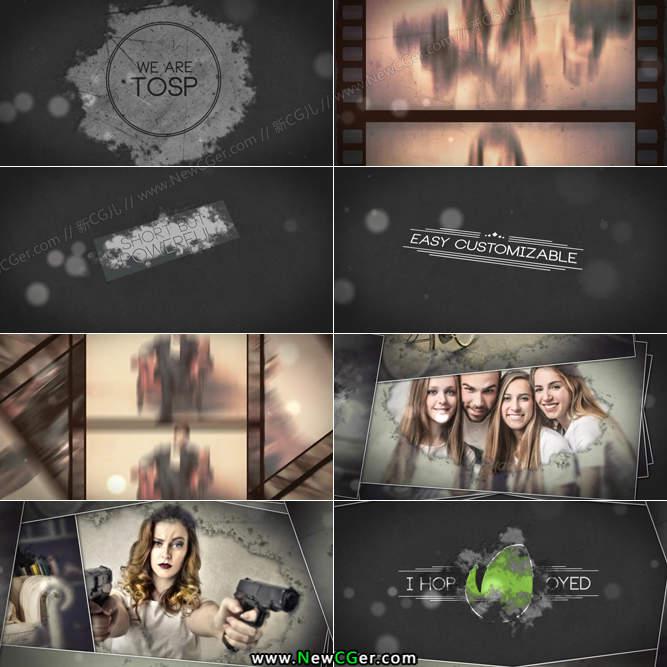 WE ARE
TOSP
www.NewCGer.com // 新CG儿 // www.NewCGer.com // 新CG儿 //
SHORT BUT
POWERFUL
EASY CUSTOMIZABLE
I HOP OYED
www.NewCGer.com